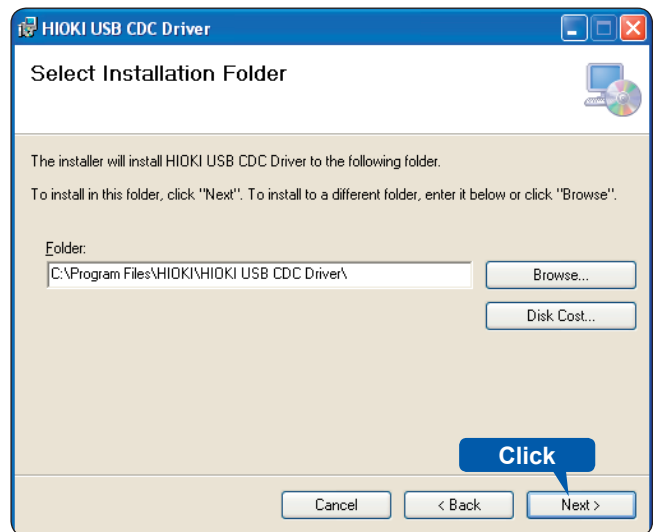 HIOKI USB CDC Driver
Select Installation Folder
The installer will install HIOKI USB CDC Driver to the following folder.
To install in this folder, click "Next". To install to a different folder, enter it below or click "Browse".
Folder:
C:\Program Files\HIOKI\HIOKI USB CDC Driver\
Browse...
Disk Cost...
Click
Cancel
< Back
Next >